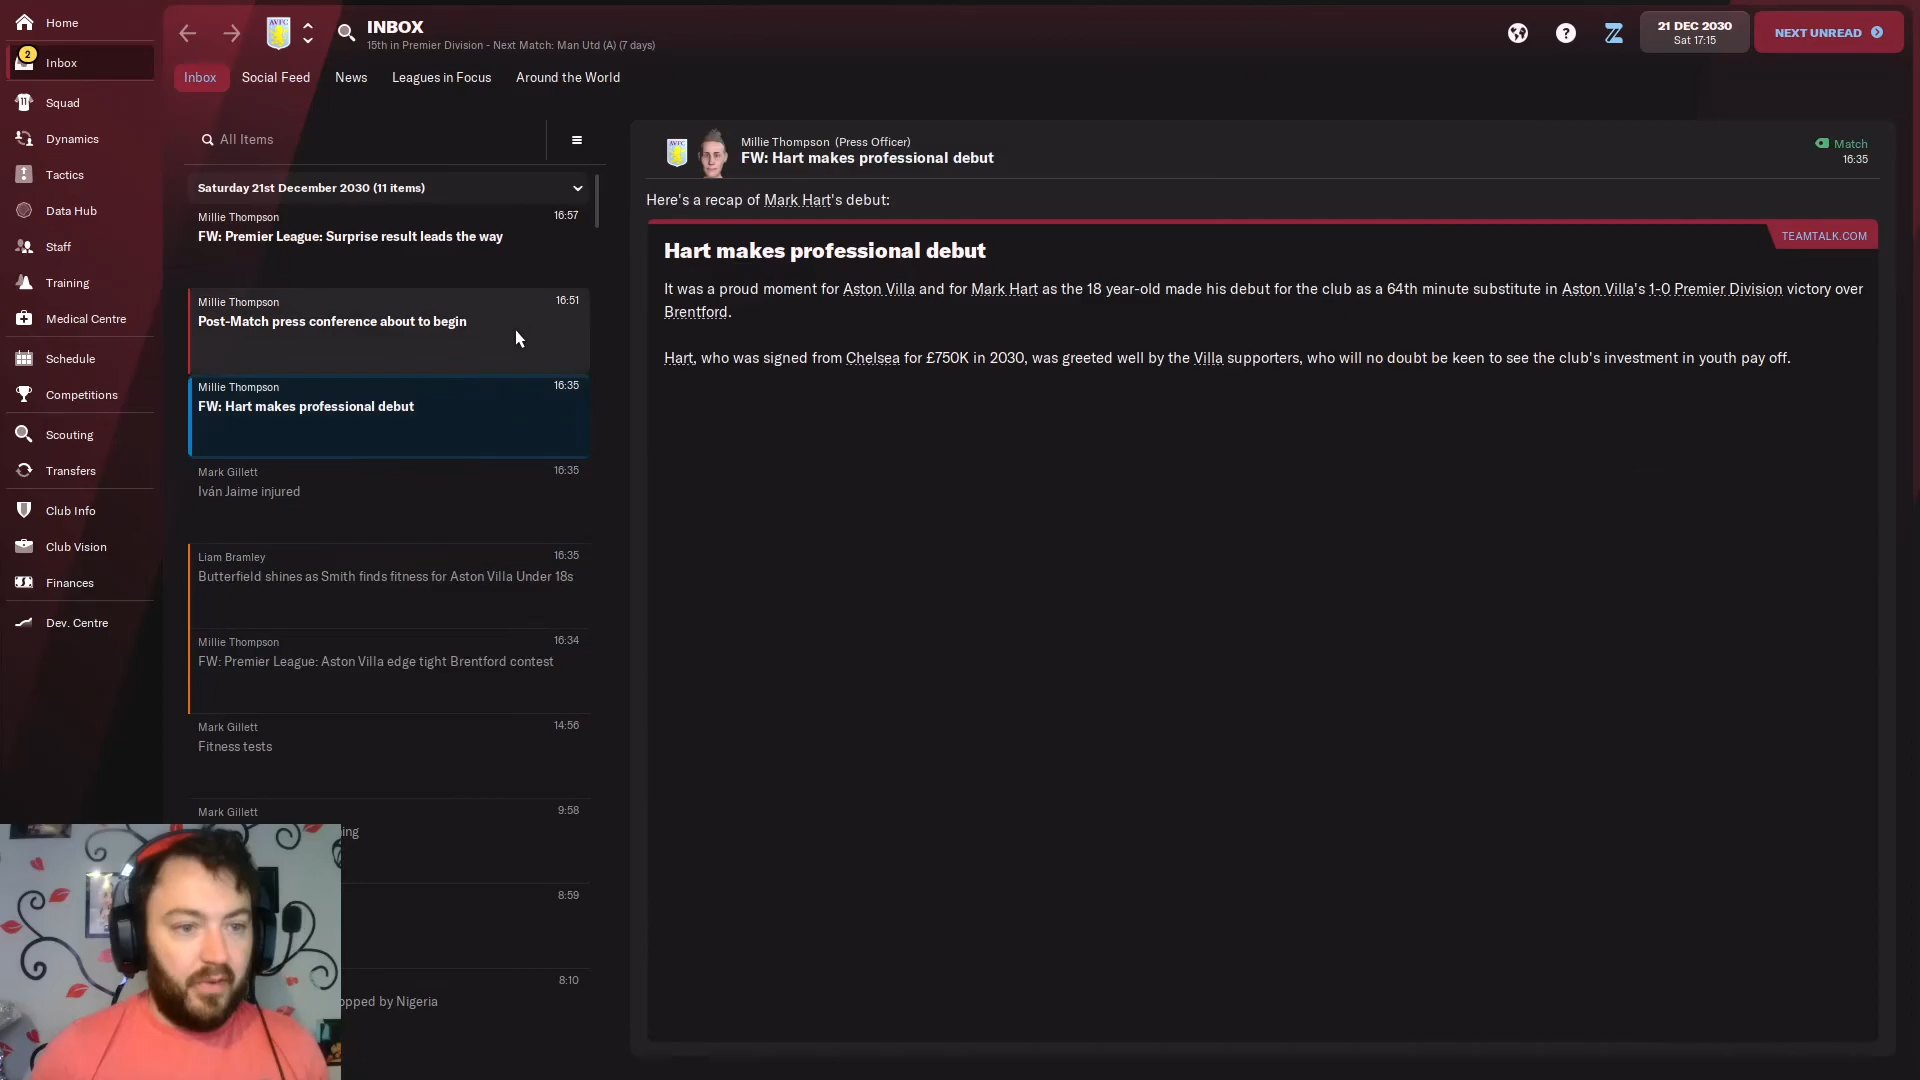 Home
2
Inbox
11
Squad
Dynamics
Tactics
Data Hub
Staff
Training
Medical Centre
Schedule
Competitions
Scouting
Transfers
Club Info
Club Vision
Finances
Dev. Centre
AVFC
INBOX
15th in Premier Division - Next Match: Man Utd (A) (7 days)
?
21 DEC 2030
Sat 17:15
NEXT UNREAD
Inbox
Social Feed
News
Leagues in Focus
Around the World
All Items
Saturday 21st December 2030 (11 items)
Millie Thompson 16:57
FW: Premier League: Surprise result leads the way
Millie Thompson 16:51
Post-Match press conference about to begin
Millie Thompson 16:35
FW: Hart makes professional debut
Mark Gillett 16:35
Iván Jaime injured
Liam Bramley 16:35
Butterfield shines as Smith finds fitness for Aston Villa Under 18s
Millie Thompson 16:34
FW: Premier League: Aston Villa edge tight Brentford contest
Mark Gillett 14:56
Fitness tests
Mark Gillett 9:58
ing
8:59
8:10
opped by Nigeria
AVFC
Millie Thompson (Press Officer)
FW: Hart makes professional debut
Match
16:35
Here's a recap of Mark Hart's debut:
TEAMTALK.COM
Hart makes professional debut
It was a proud moment for Aston Villa and for Mark Hart as the 18 year-old made his debut for the club as a 64th minute substitute in Aston Villa's 1-0 Premier Division victory over
Brentford.
Hart, who was signed from Chelsea for £750K in 2030, was greeted well by the Villa supporters, who will no doubt be keen to see the club's investment in youth pay off.